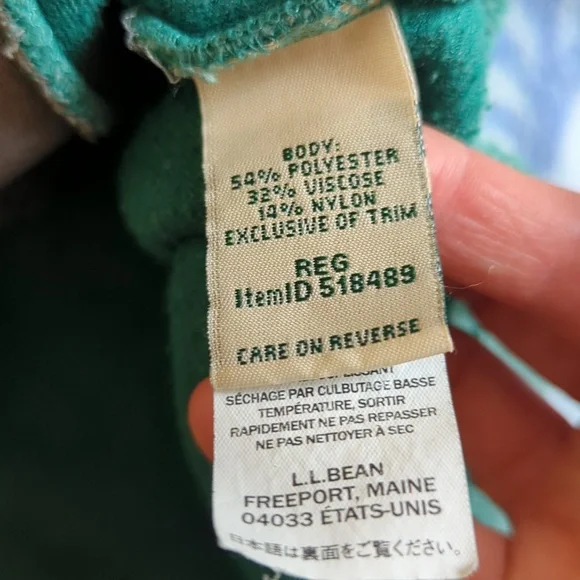 BODY:
54% POLYESTER
32% VISCOSE
14% NYLON
EXCLUSIVE OF TRIM
REG
ItemID 518489
CARE ON REVERSE
SÉCHAGE PAR CULBUTAGE BASSE
TEMPÉRATURE, SORTIR
RAPIDEMENT NE PAS REPASSER
NE PAS NETTOYER À SEC
L.L.BEAN
FREEPORT, MAINE
04033 ÉTATS-UNIS
日本語は裏面をご覧ください。